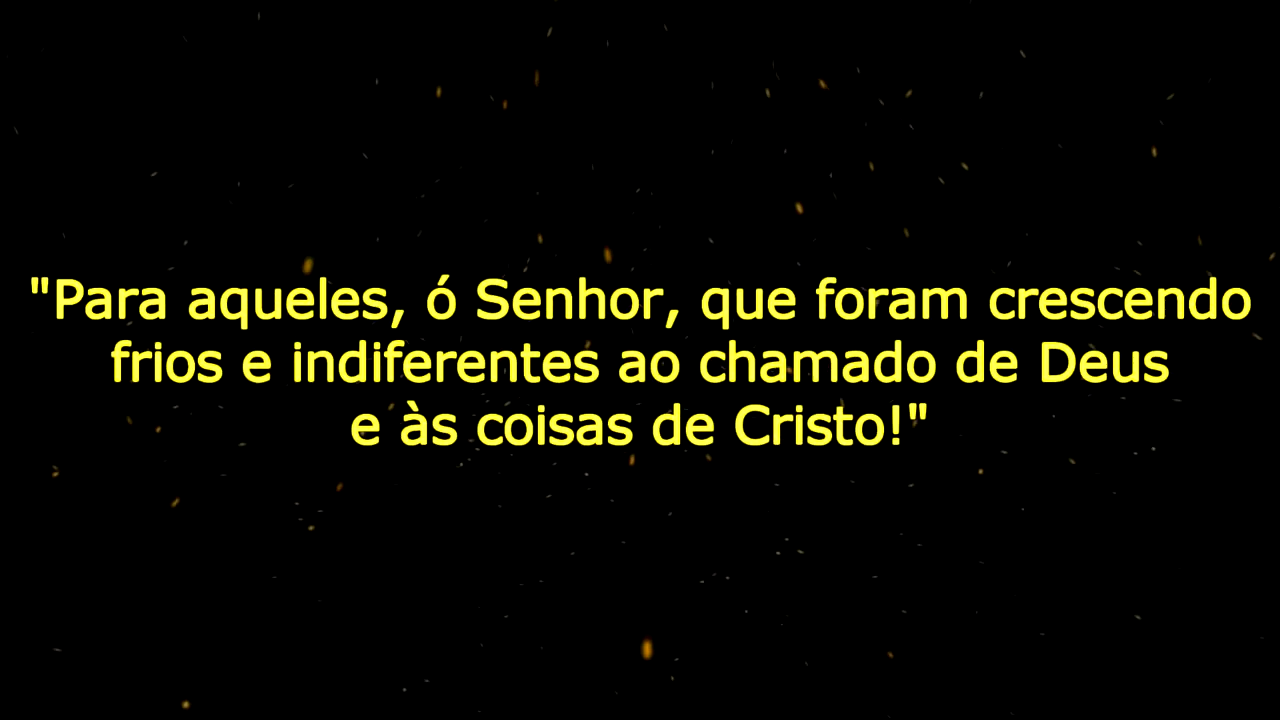 "Para aqueles, ó Senhor, que foram crescendo
frios e indiferentes ao chamado de Deus
e às coisas de Cristo!"